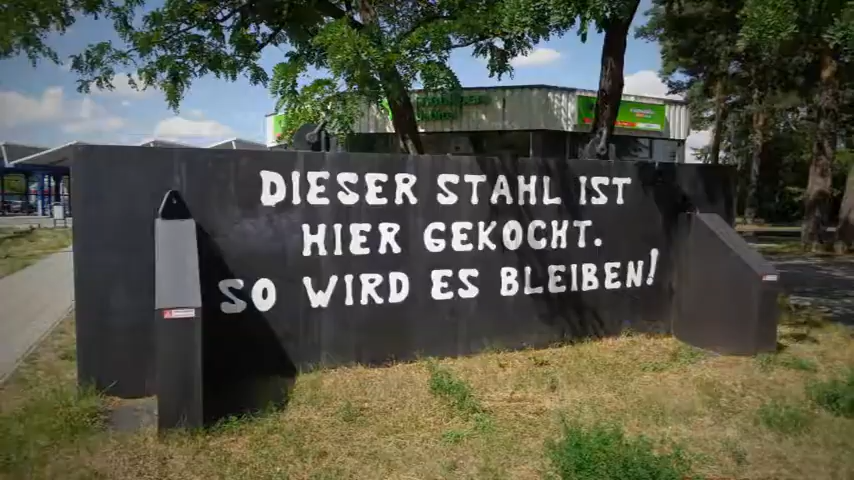 DIESER STAHL IST
HIER GEKOCHT.
SO WIRD ES BLEIBEN!